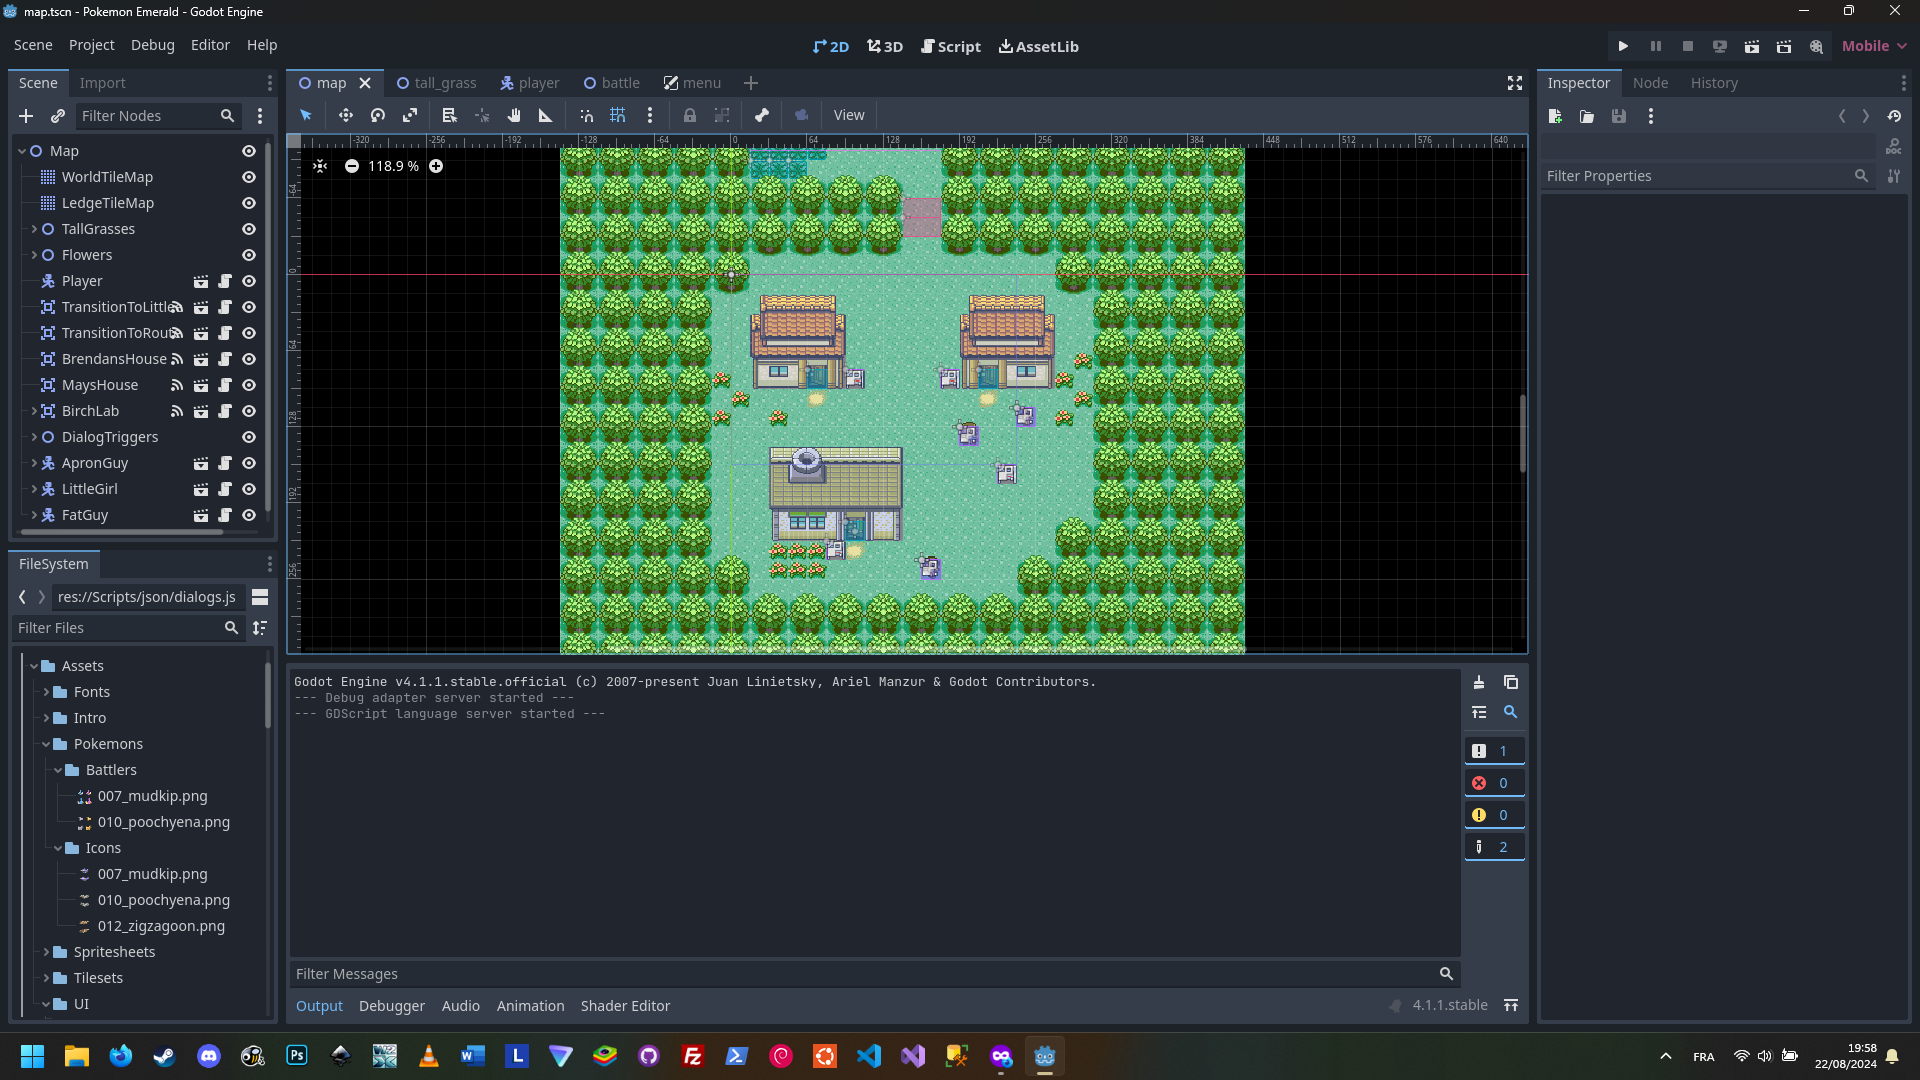 map.tscn - Pokemon Emerald - Godot Engine
Scene Project Debug Editor Help
2D 3D Script AssetLib
Mobile
Scene Import
map tall_grass player battle menu
Inspector Node History
Filter Nodes
View
-320 -256 -192 -128 -64 0 64 128 192 256 320 384 448 512 576 640
118.9 %
Filter Properties
Map
WorldTileMap
LedgeTileMap
TallGrasses
Flowers
Player
TransitionToLittle
TransitionToRout
BrendansHouse
MaysHouse
BirchLab
DialogTriggers
ApronGuy
LittleGirl
FatGuy
-64
0
64
128
192
256
FileSystem
res://Scripts/json/dialogs.js
Filter Files
Assets
Fonts
Intro
Pokemons
Battlers
007_mudkip.png
010_poochyena.png
Icons
007_mudkip.png
010_poochyena.png
012_zigzagoon.png
Spritesheets
Tilesets
UI
Godot Engine v4.1.1.stable.official (c) 2007-present Juan Linietsky, Ariel Manzur & Godot Contributors.
--- Debug adapter server started ---
--- GDScript language server started ---
1
0
0
2
Filter Messages
Output Debugger Audio Animation Shader Editor
4.1.1.stable
FRA
19:58
22/08/2024